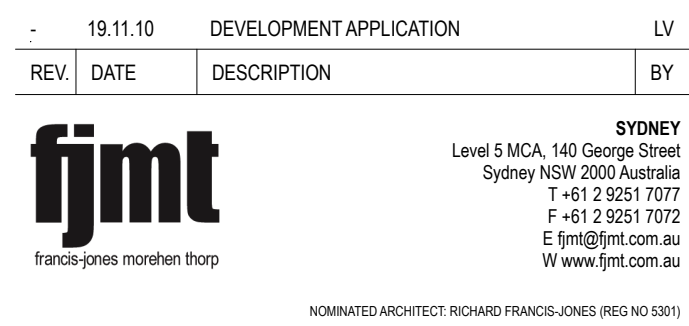 - 19.11.10 DEVELOPMENT APPLICATION LV
REV. DATE DESCRIPTION BY
fjmt
francis-jones morehen thorp
SYDNEY
Level 5 MCA, 140 George Street
Sydney NSW 2000 Australia
T +61 2 9251 7077
F +61 2 9251 7072
E fjmt@fjmt.com.au
W www.fjmt.com.au
NOMINATED ARCHITECT: RICHARD FRANCIS-JONES (REG NO 5301)